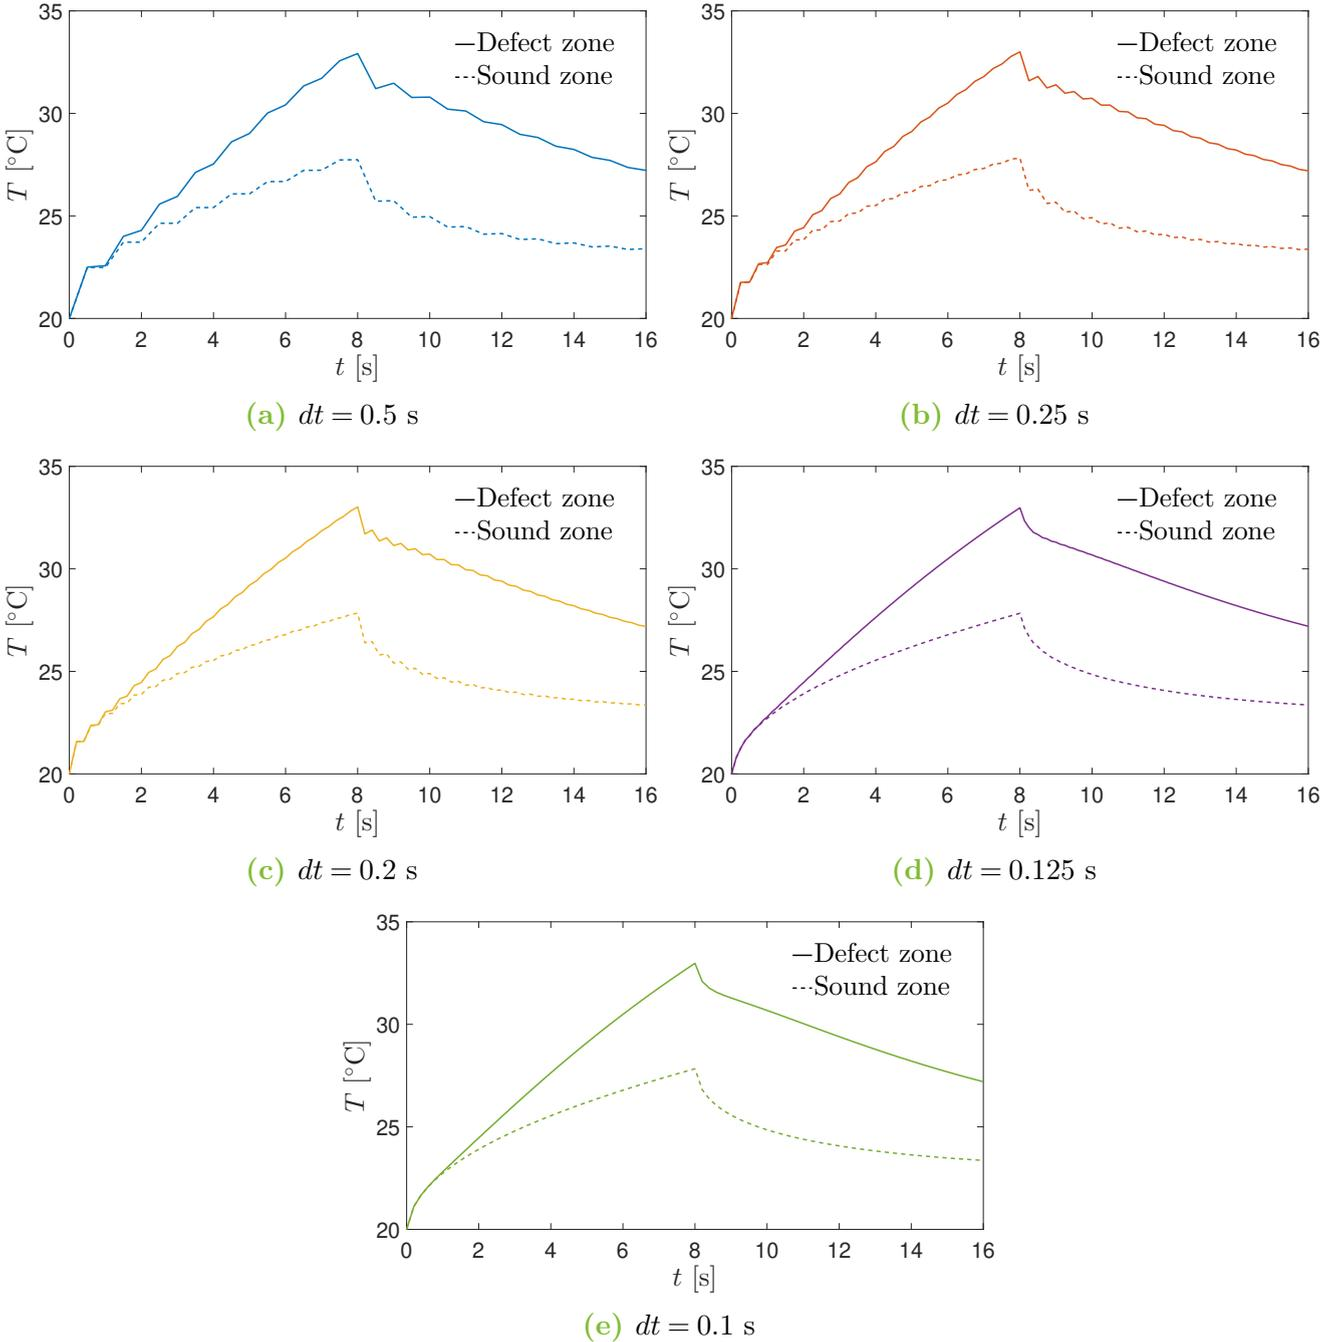 35
30
25
20
T [°C]
Defect zone
Sound zone
0 2 4 6 8 10 12 14 16
t [s]
(a) dt = 0.5 s
35
30
25
20
T [°C]
Defect zone
Sound zone
0 2 4 6 8 10 12 14 16
t [s]
(b) dt = 0.25 s
35
30
25
20
T [°C]
Defect zone
Sound zone
0 2 4 6 8 10 12 14 16
t [s]
(c) dt = 0.2 s
35
30
25
20
T [°C]
Defect zone
Sound zone
0 2 4 6 8 10 12 14 16
t [s]
(d) dt = 0.125 s
35
30
25
20
T [°C]
Defect zone
Sound zone
0 2 4 6 8 10 12 14 16
t [s]
(e) dt = 0.1 s